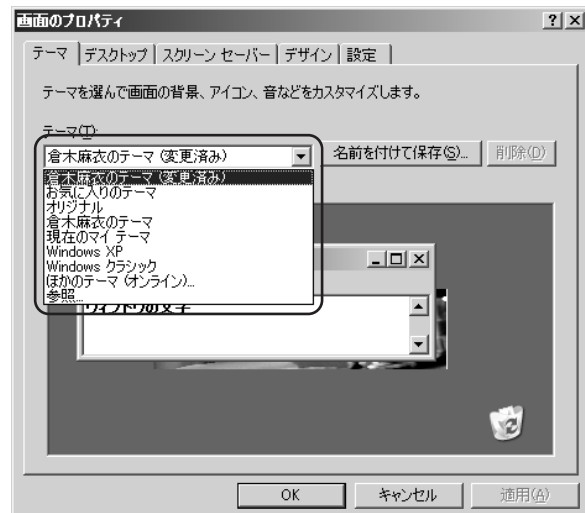 画面のプロパティ
テーマ デスクトップ スクリーン セーバー デザイン 設定
テーマを選んで画面の背景、アイコン、音などをカスタマイズします。
テーマ(T):
倉木麻衣のテーマ (変更済み) 名前を付けて保存(S)... 削除(D)
倉木麻衣のテーマ (変更済み)
お気に入りのテーマ
オリジナル
倉木麻衣のテーマ
現在のマイ テーマ
Windows XP
Windows クラシック
ほかのテーマ (オンライン)...
参照...
ウィンドウの文字
OK キャンセル 適用(A)